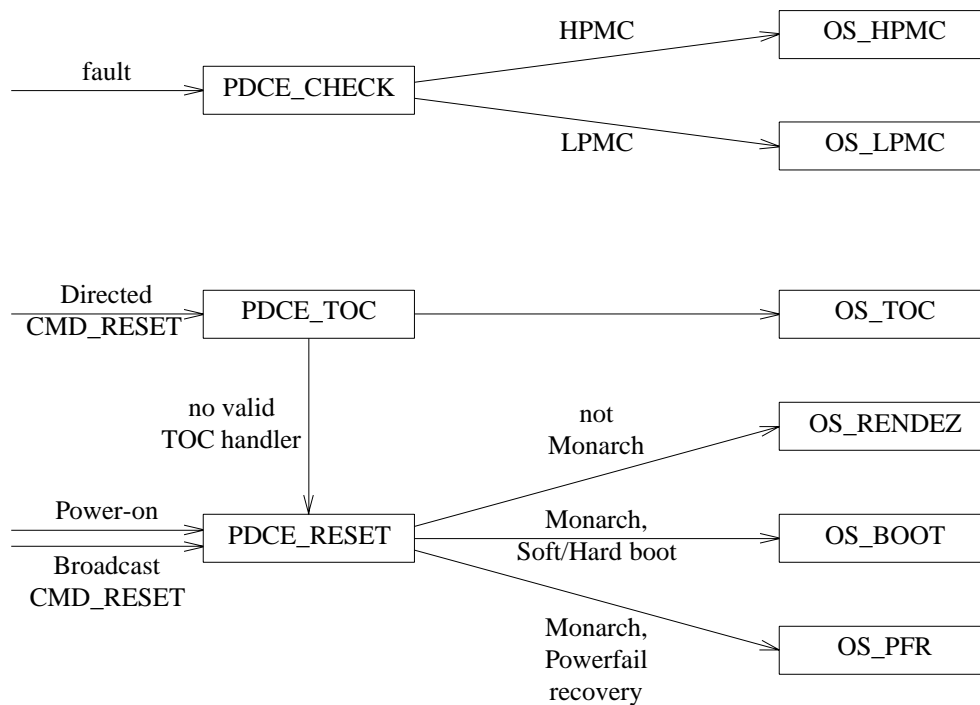 HPMC
OS_HPMC
fault
PDCE_CHECK
LPMC
OS_LPMC
Directed
CMD_RESET
PDCE_TOC
OS_TOC
no valid
TOC handler
not
Monarch
OS_RENDEZ
Power-on
Broadcast
CMD_RESET
PDCE_RESET
Monarch,
Soft/Hard boot
OS_BOOT
Monarch,
Powerfail
recovery
OS_PFR